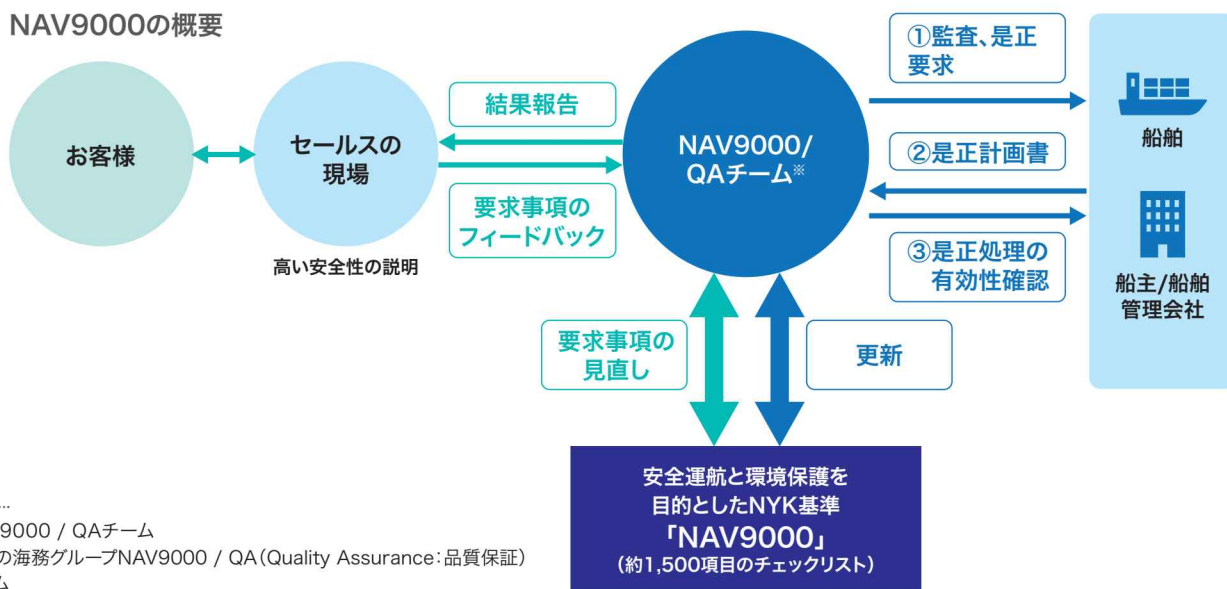 NAV9000の概要
お客様
セールスの
現場
高い安全性の説明
結果報告
要求事項の
フィードバック
NAV9000/
QAチーム※
①監査、是正
要求
②是正計画書
③是正処理の
有効性確認
船舶
船主/船舶
管理会社
要求事項の
見直し
更新
安全運航と環境保護を
目的としたNYK基準
「NAV9000」
(約1,500項目のチェックリスト)
...
9000 / QAチーム
の海務グループNAV9000 / QA(Quality Assurance:品質保証)